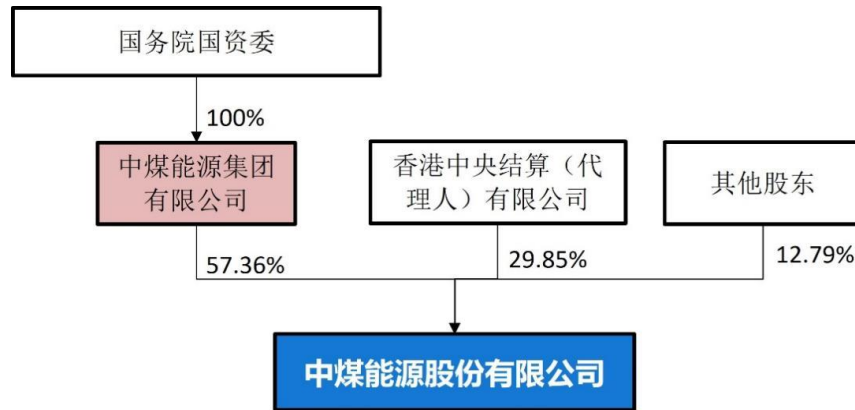 国务院国资委
100%
中煤能源集团
有限公司
香港中央结算（代
理人）有限公司
其他股东
57.36%
29.85%
12.79%
中煤能源股份有限公司